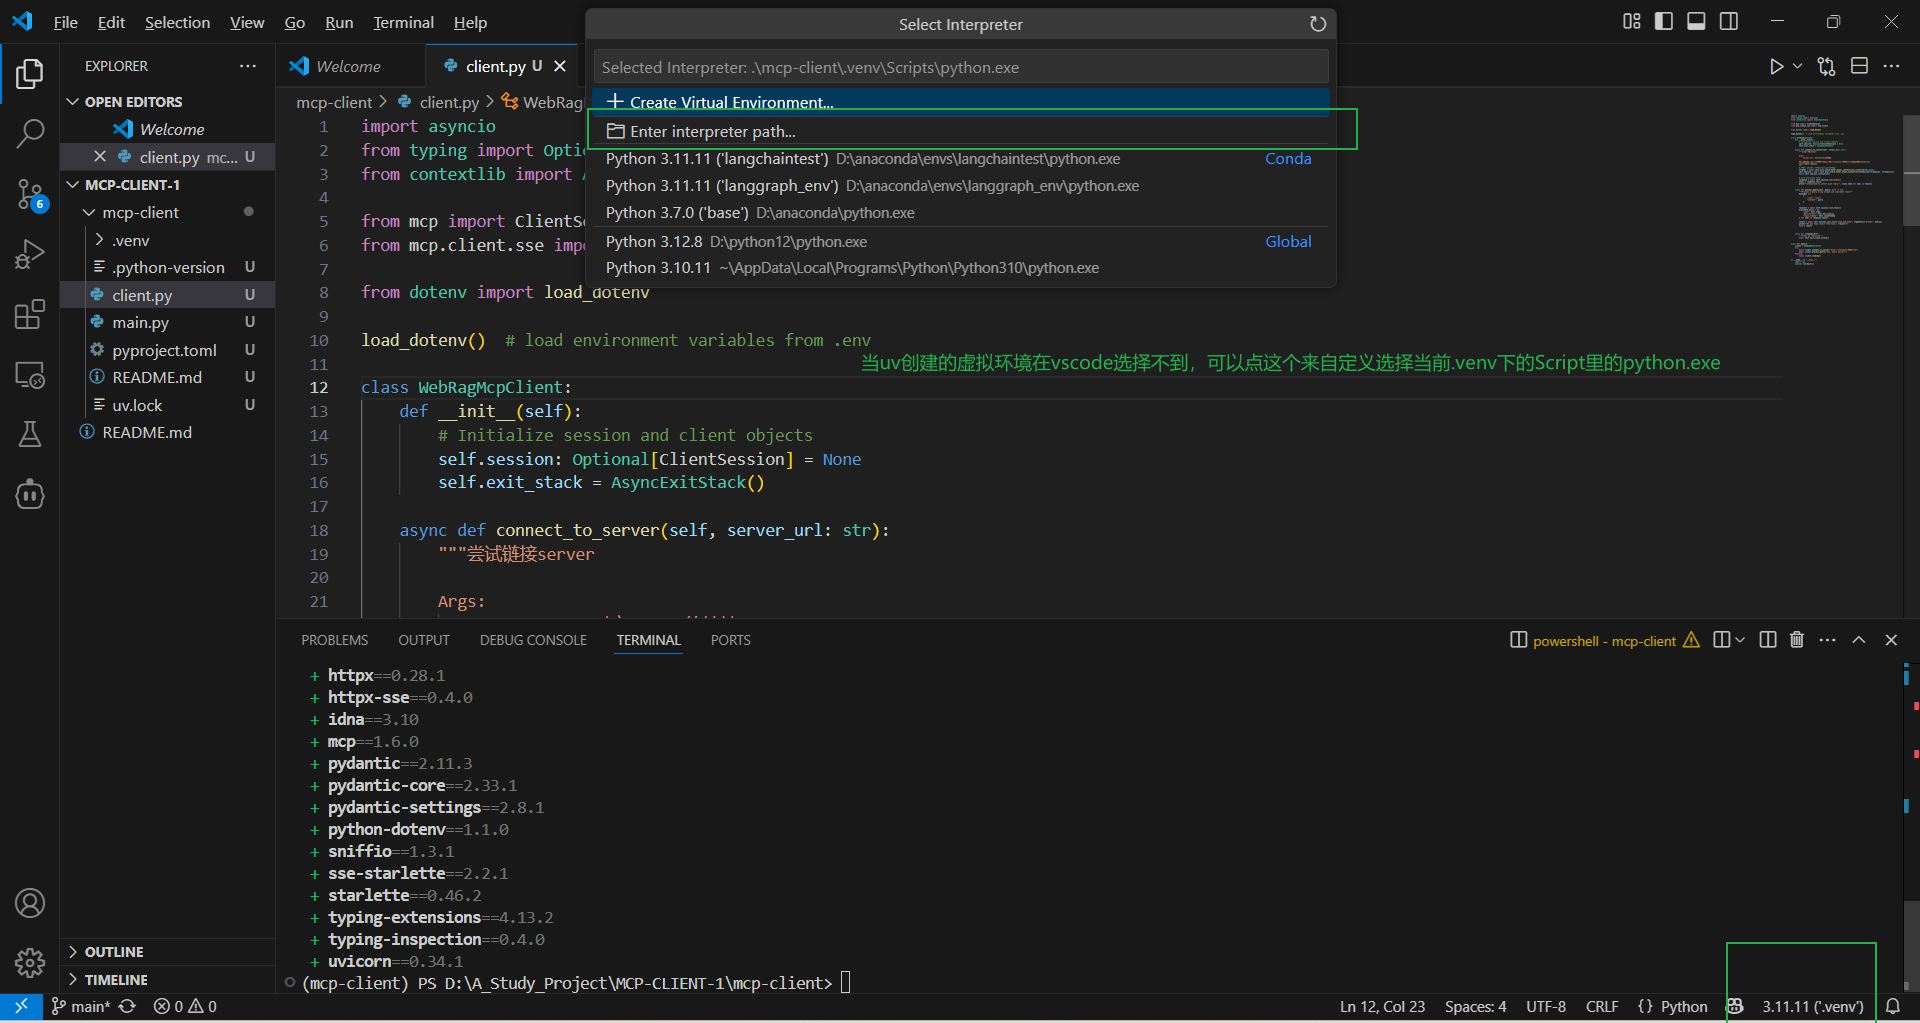 File Edit Selection View Go Run Terminal Help
Select Interpreter
EXPLORER
Welcome
client.py U
Selected Interpreter: .\mcp-client\.venv\Scripts\python.exe
OPEN EDITORS
Welcome
client.py mc... U
MCP-CLIENT-1
mcp-client
.venv
.python-version U
client.py U
main.py U
pyproject.toml U
README.md U
uv.lock U
README.md
6
mcp-client > client.py > WebRag
+ Create Virtual Environment...
Enter interpreter path...
Python 3.11.11 ('langchaintest') D:\anaconda\envs\langchaintest\python.exe Conda
Python 3.11.11 ('langgraph_env') D:\anaconda\envs\langgraph_env\python.exe
Python 3.7.0 ('base') D:\anaconda\python.exe
Python 3.12.8 D:\python12\python.exe Global
Python 3.10.11 ~\AppData\Local\Programs\Python\Python310\python.exe
1 import asyncio
2 from typing import Opti
3 from contextlib import
4
5 from mcp import ClientS
6 from mcp.client.sse imp
7
8 from dotenv import load_dotenv
9
10 load_dotenv() # load environment variables from .env
11
当uv创建的虚拟环境在vscode选择不到，可以点这个来自定义选择当前.venv下的Script里的python.exe
12 class WebRagMcpClient:
13 def __init__(self):
14 # Initialize session and client objects
15 self.session: Optional[ClientSession] = None
16 self.exit_stack = AsyncExitStack()
17
18 async def connect_to_server(self, server_url: str):
19 """尝试链接server
20
21 Args:
PROBLEMS OUTPUT DEBUG CONSOLE TERMINAL PORTS
powershell - mcp-client
+ httpx==0.28.1
+ httpx-sse==0.4.0
+ idna==3.10
+ mcp==1.6.0
+ pydantic==2.11.3
+ pydantic-core==2.33.1
+ pydantic-settings==2.8.1
+ python-dotenv==1.1.0
+ sniffio==1.3.1
+ sse-starlette==2.2.1
+ starlette==0.46.2
+ typing-extensions==4.13.2
+ typing-inspection==0.4.0
+ uvicorn==0.34.1
(mcp-client) PS D:\A_Study_Project\MCP-CLIENT-1\mcp-client>
OUTLINE
TIMELINE
main* 0 0
Ln 12, Col 23 Spaces: 4 UTF-8 CRLF {} Python 3.11.11 ('.venv')